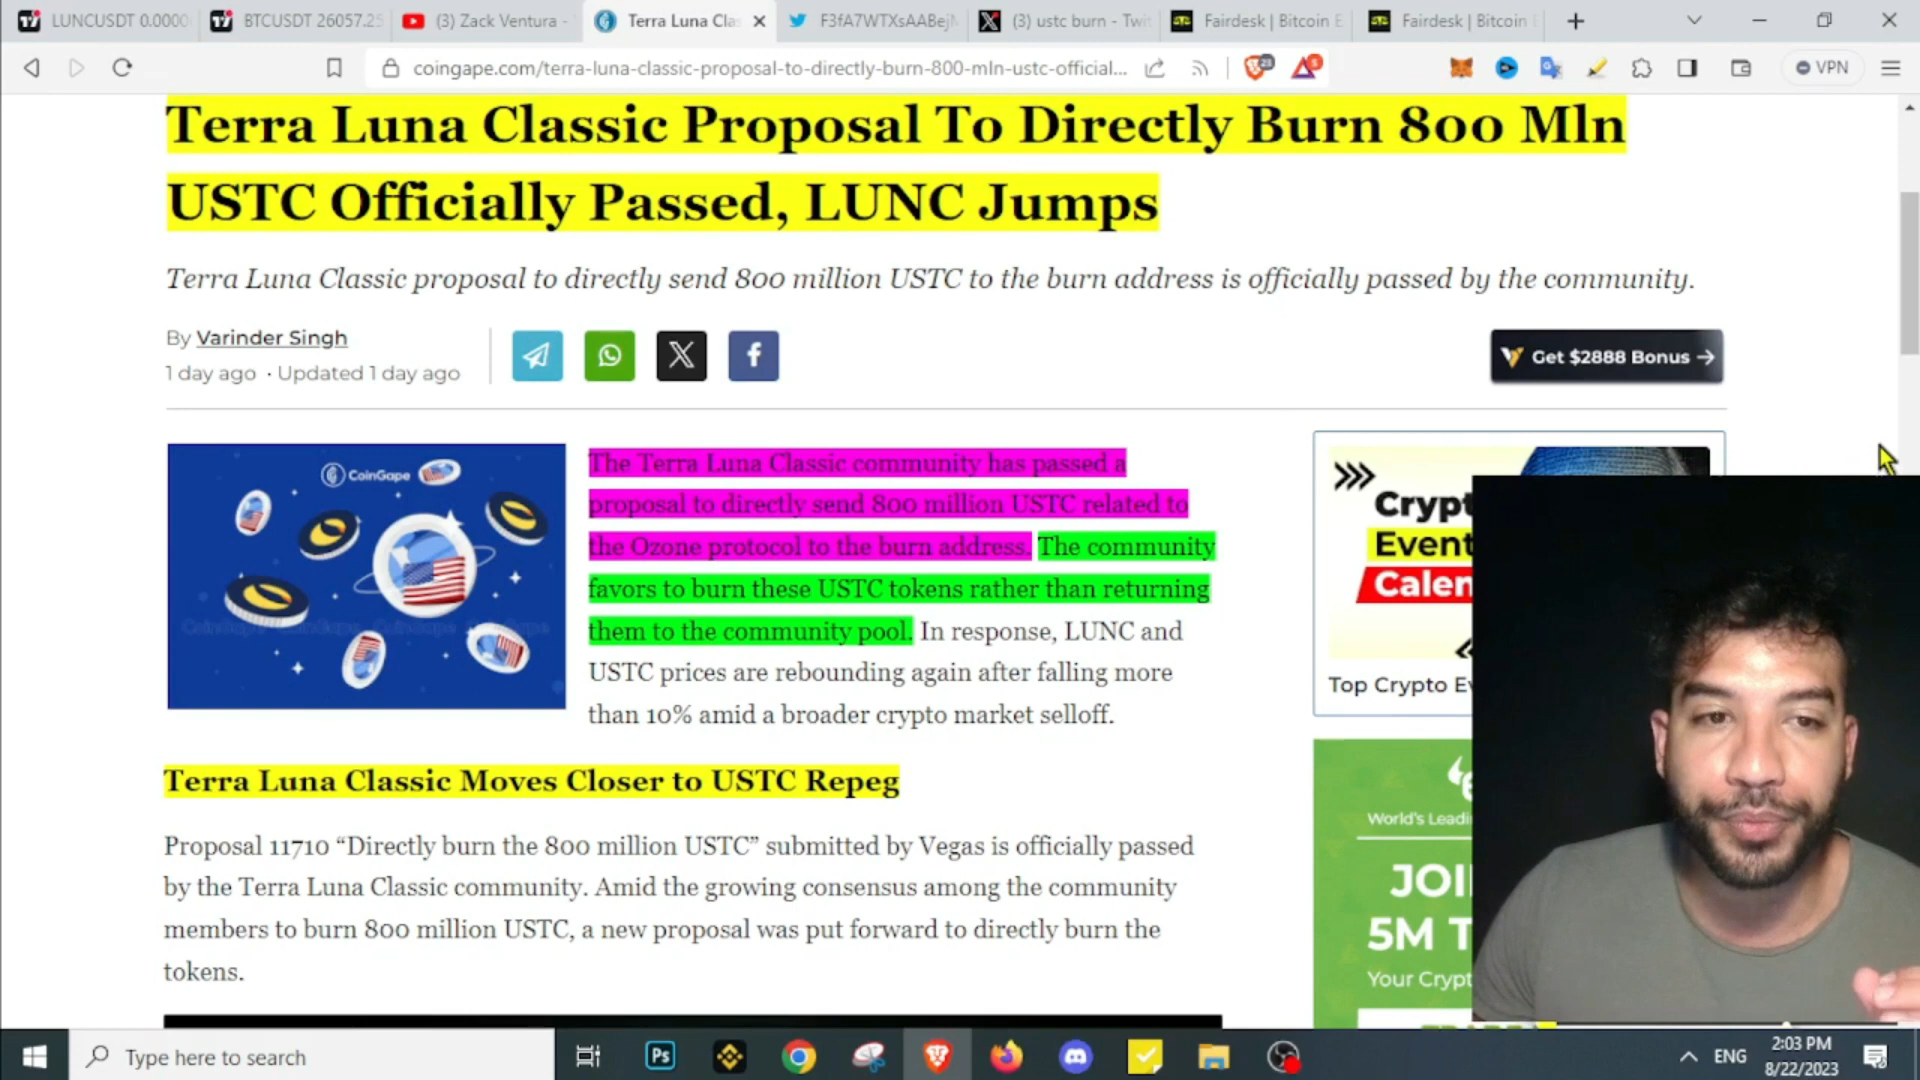 LUNCUSDT 0.0000
BTCUSDT 26057.25
(3) Zack Ventura -
Terra Luna Cla
F3fA7WTXsAABejM
(3) ustc burn - Twi
Fairdesk | Bitcoin E
Fairdesk | Bitcoin
coingape.com/terra-luna-classic-proposal-to-directly-burn-800-mln-ustc-official...
VPN
Terra Luna Classic Proposal To Directly Burn 800 Mln
USTC Officially Passed, LUNC Jumps
Terra Luna Classic proposal to directly send 800 million USTC to the burn address is officially passed by the community.
By Varinder Singh
1 day ago · Updated 1 day ago
Get $2888 Bonus →
CoinGape
The Terra Luna Classic community has passed a
proposal to directly send 800 million USTC related to
the Ozone protocol to the burn address. The community
favors to burn these USTC tokens rather than returning
them to the community pool. In response, LUNC and
USTC prices are rebounding again after falling more
than 10% amid a broader crypto market selloff.
Crypt
Event
Calen
Top Crypto Ev
Terra Luna Classic Moves Closer to USTC Repeg
Proposal 11710 “Directly burn the 800 million USTC” submitted by Vegas is officially passed
by the Terra Luna Classic community. Amid the growing consensus among the community
members to burn 800 million USTC, a new proposal was put forward to directly burn the
tokens.
World's Leadi
JOI
5M T
Your Crypt
Type here to search
Ps
ENG
2:03 PM
8/22/2023